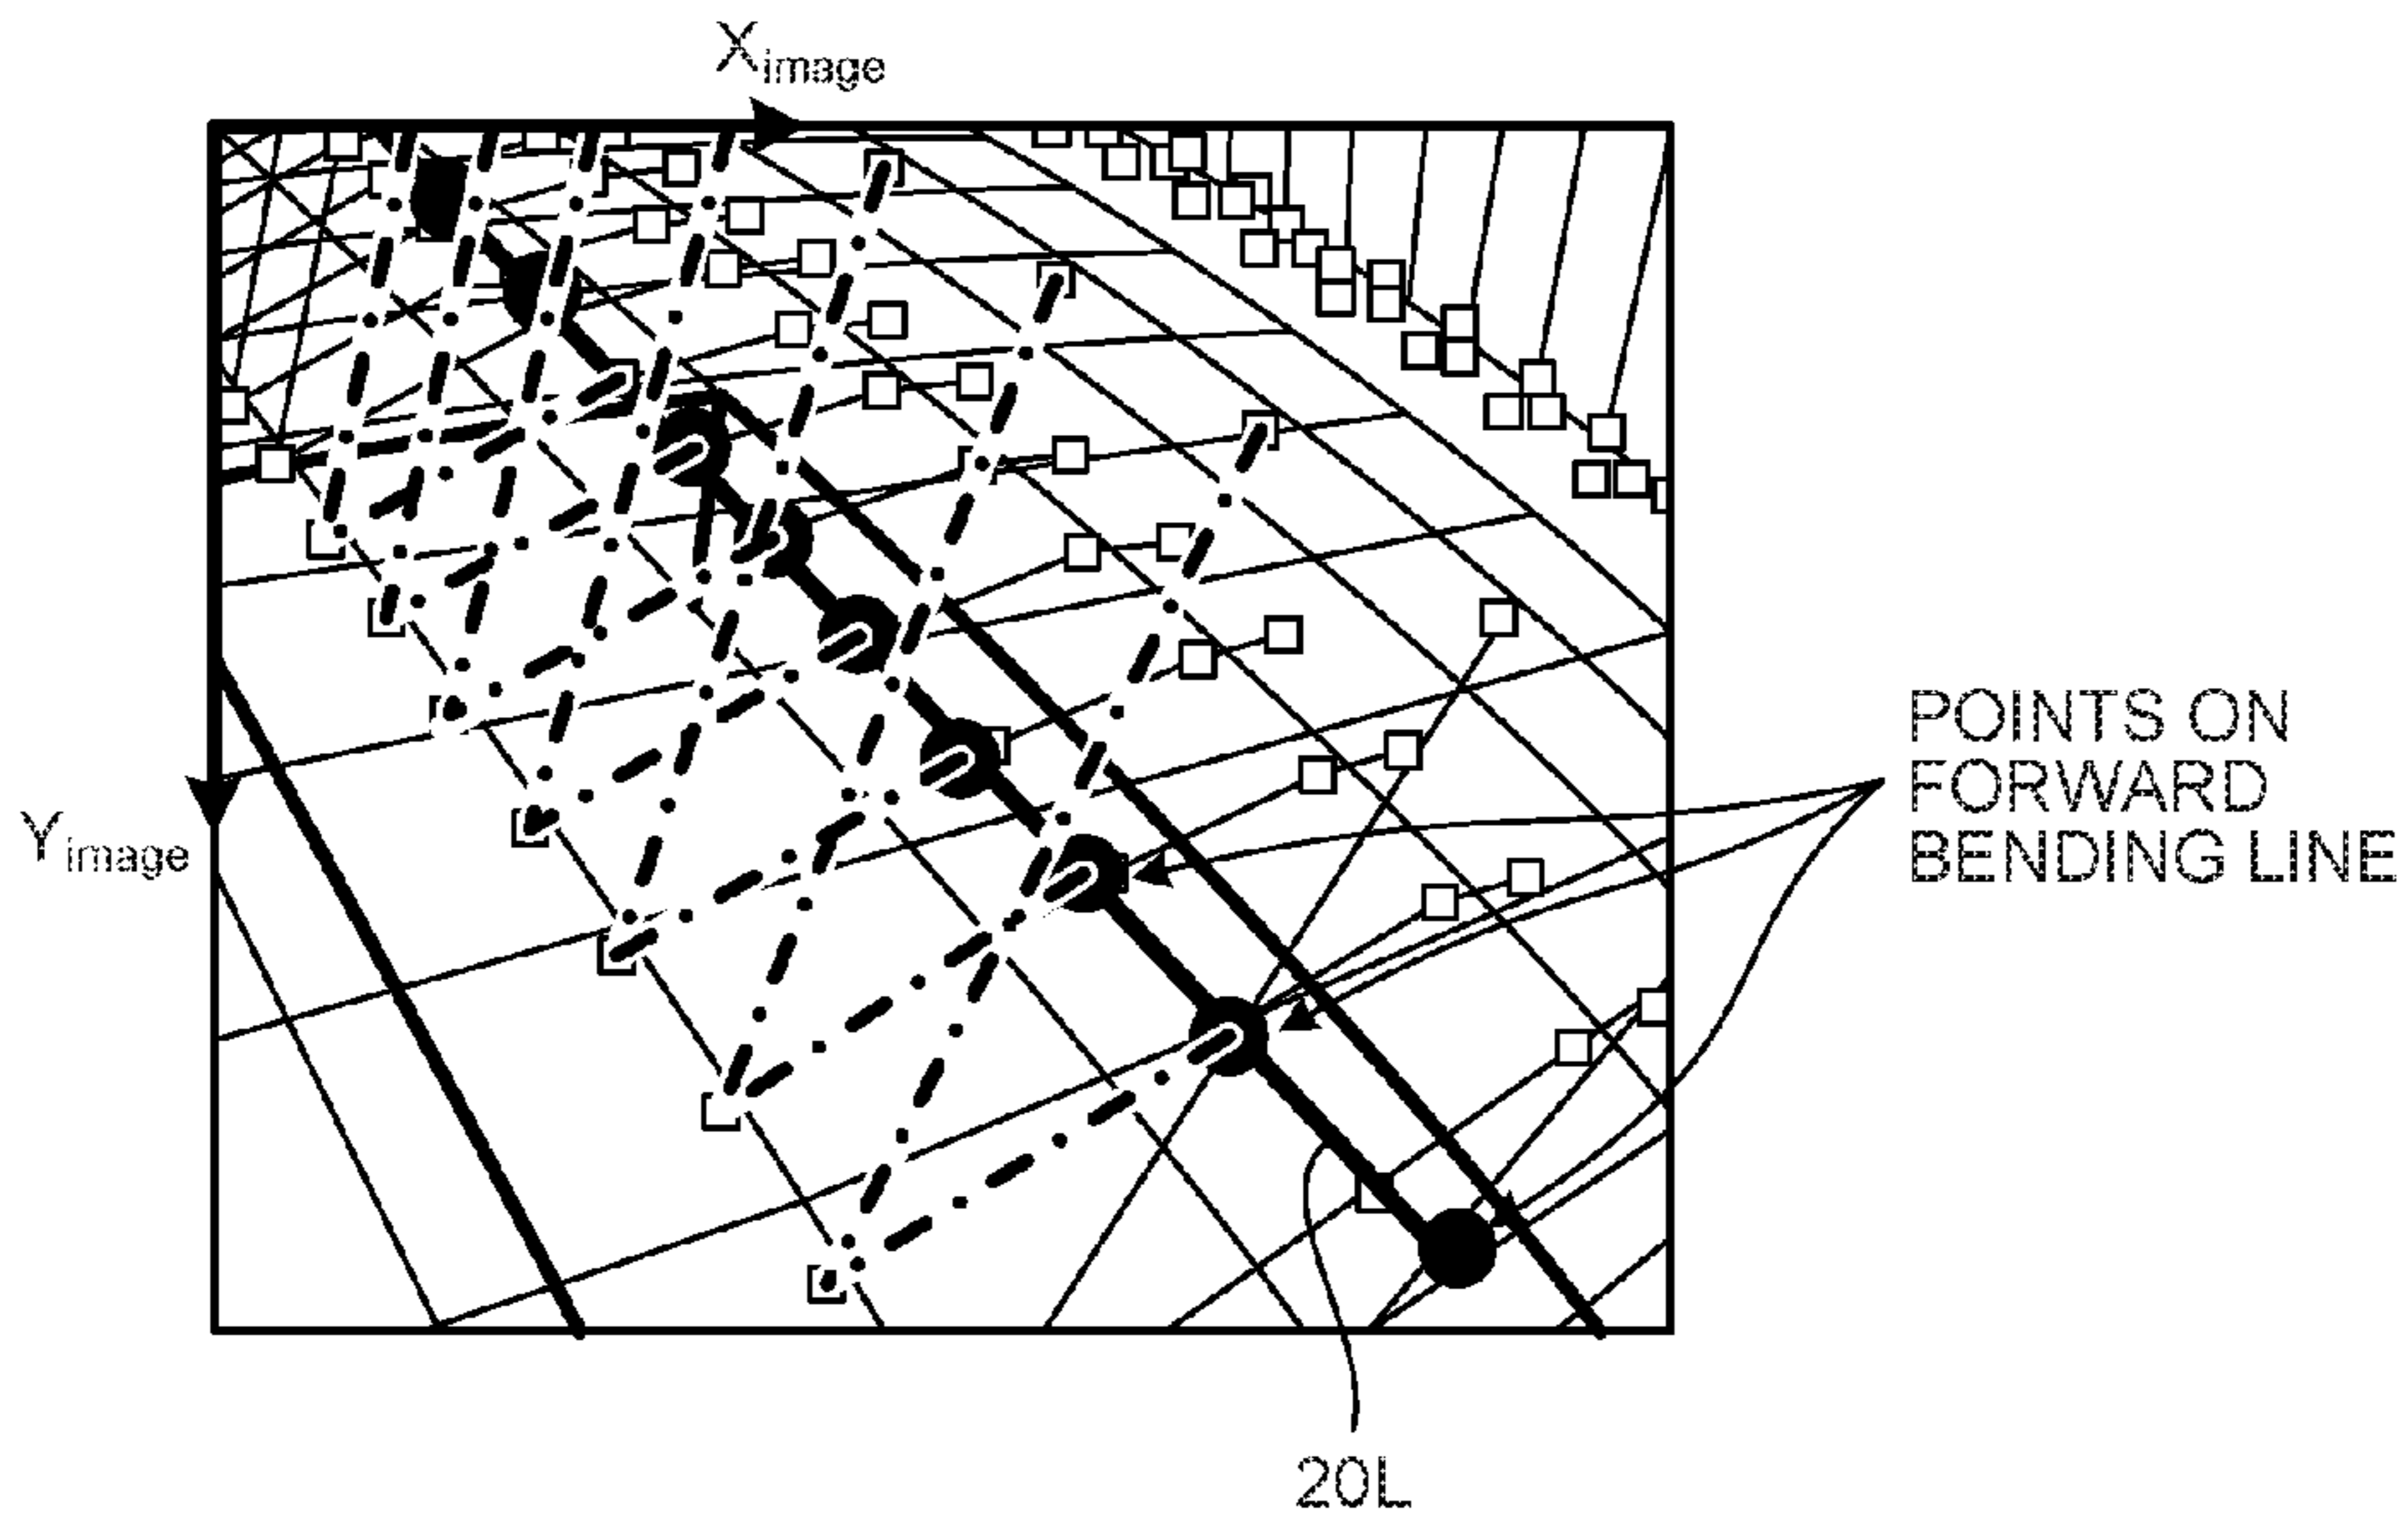 Ximage
POINTS ON
FORWARD
BENDING LINE
Yimage
20L